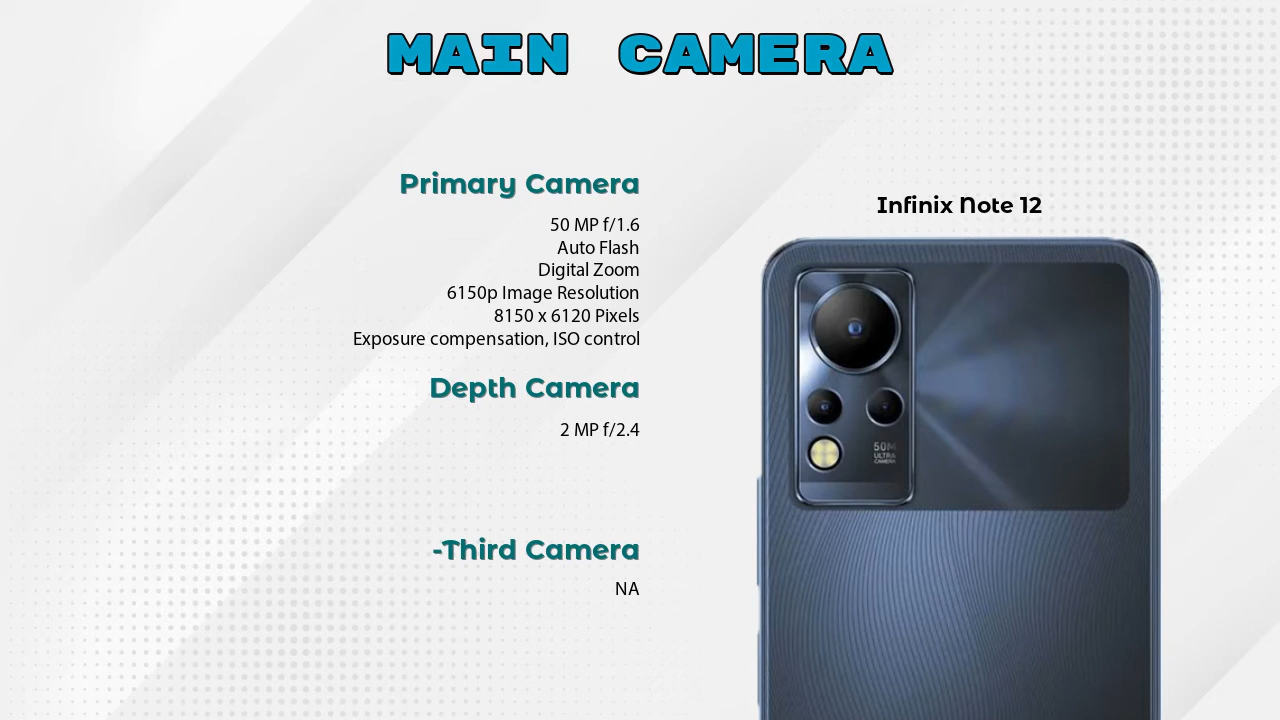 MAIN CAMERA
Primary Camera
50 MP f/1.6
Auto Flash
Digital Zoom
6150p Image Resolution
8150 x 6120 Pixels
Exposure compensation, ISO control
Depth Camera
2 MP f/2.4
-Third Camera
NA
Infinix Note 12
50M
ULTRA
CAMERA